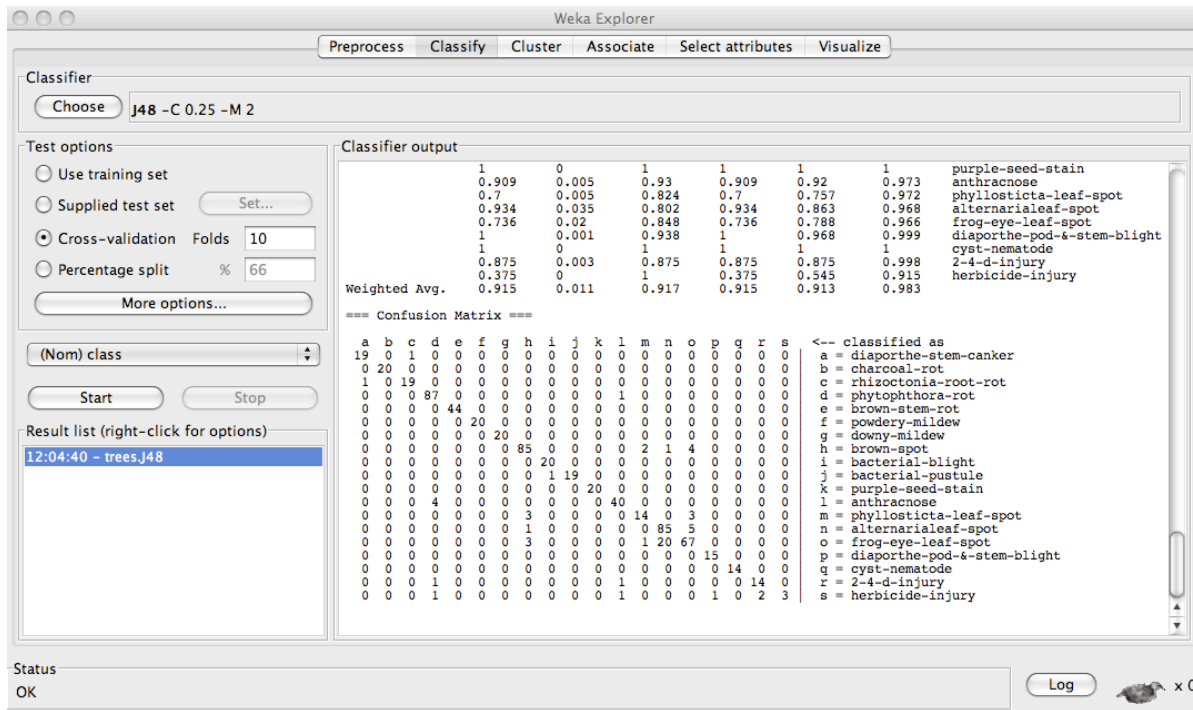 Weka Explorer
Preprocess Classify Cluster Associate Select attributes Visualize
Classifier
Choose J48 -C 0.25 -M 2
Test options
Use training set
Supplied test set Set...
Cross-validation Folds 10
Percentage split % 66
More options...
(Nom) class
Start Stop
Result list (right-click for options)
12:04:40 - trees.J48
Classifier output
1 0 1 1 1 1 purple-seed-stain
0.909 0.005 0.93 0.909 0.92 0.973 anthracnose
0.7 0.005 0.824 0.7 0.757 0.972 phyllosticta-leaf-spot
0.934 0.035 0.802 0.934 0.863 0.968 alternarialeaf-spot
0.736 0.02 0.848 0.736 0.788 0.966 frog-eye-leaf-spot
1 0.001 0.938 1 0.968 0.999 diaporthe-pod-&-stem-blight
1 0 1 1 1 1 cyst-nematode
0.875 0.003 0.875 0.875 0.875 0.998 2-4-d-injury
0.375 0 1 0.375 0.545 0.915 herbicide-injury
Weighted Avg. 0.915 0.011 0.917 0.915 0.913 0.983
=== Confusion Matrix ===
a b c d e f g h i j k l m n o p q r s <-- classified as
19 0 1 0 0 0 0 0 0 0 0 0 0 0 0 0 0 0 0 | a = diaporthe-stem-canker
0 20 0 0 0 0 0 0 0 0 0 0 0 0 0 0 0 0 0 | b = charcoal-rot
1 0 19 0 0 0 0 0 0 0 0 0 0 0 0 0 0 0 0 | c = rhizoctonia-root-rot
0 0 0 87 0 0 0 0 0 0 0 1 0 0 0 0 0 0 0 | d = phytophthora-rot
0 0 0 0 44 0 0 0 0 0 0 0 0 0 0 0 0 0 0 | e = brown-stem-rot
0 0 0 0 0 20 0 0 0 0 0 0 0 0 0 0 0 0 0 | f = powdery-mildew
0 0 0 0 0 0 20 0 0 0 0 0 0 0 0 0 0 0 0 | g = downy-mildew
0 0 0 0 0 0 0 85 0 0 0 0 2 1 4 0 0 0 0 | h = brown-spot
0 0 0 0 0 0 0 0 20 0 0 0 0 0 0 0 0 0 0 | i = bacterial-blight
0 0 0 0 0 0 0 0 1 19 0 0 0 0 0 0 0 0 0 | j = bacterial-pustule
0 0 0 0 0 0 0 0 0 0 20 0 0 0 0 0 0 0 0 | k = purple-seed-stain
0 0 0 4 0 0 0 0 0 0 0 40 0 0 0 0 0 0 0 | l = anthracnose
0 0 0 0 0 0 0 3 0 0 0 0 14 0 3 0 0 0 0 | m = phyllosticta-leaf-spot
0 0 0 0 0 0 0 1 0 0 0 0 0 85 5 0 0 0 0 | n = alternarialeaf-spot
0 0 0 0 0 0 0 3 0 0 0 0 1 20 67 0 0 0 0 | o = frog-eye-leaf-spot
0 0 0 0 0 0 0 0 0 0 0 0 0 0 0 15 0 0 0 | p = diaporthe-pod-&-stem-blight
0 0 0 0 0 0 0 0 0 0 0 0 0 0 0 0 14 0 0 | q = cyst-nematode
0 0 0 1 0 0 0 0 0 0 0 1 0 0 0 0 0 14 0 | r = 2-4-d-injury
0 0 0 1 0 0 0 0 0 0 0 1 0 0 0 1 0 2 3 | s = herbicide-injury
Status
OK
Log x 0